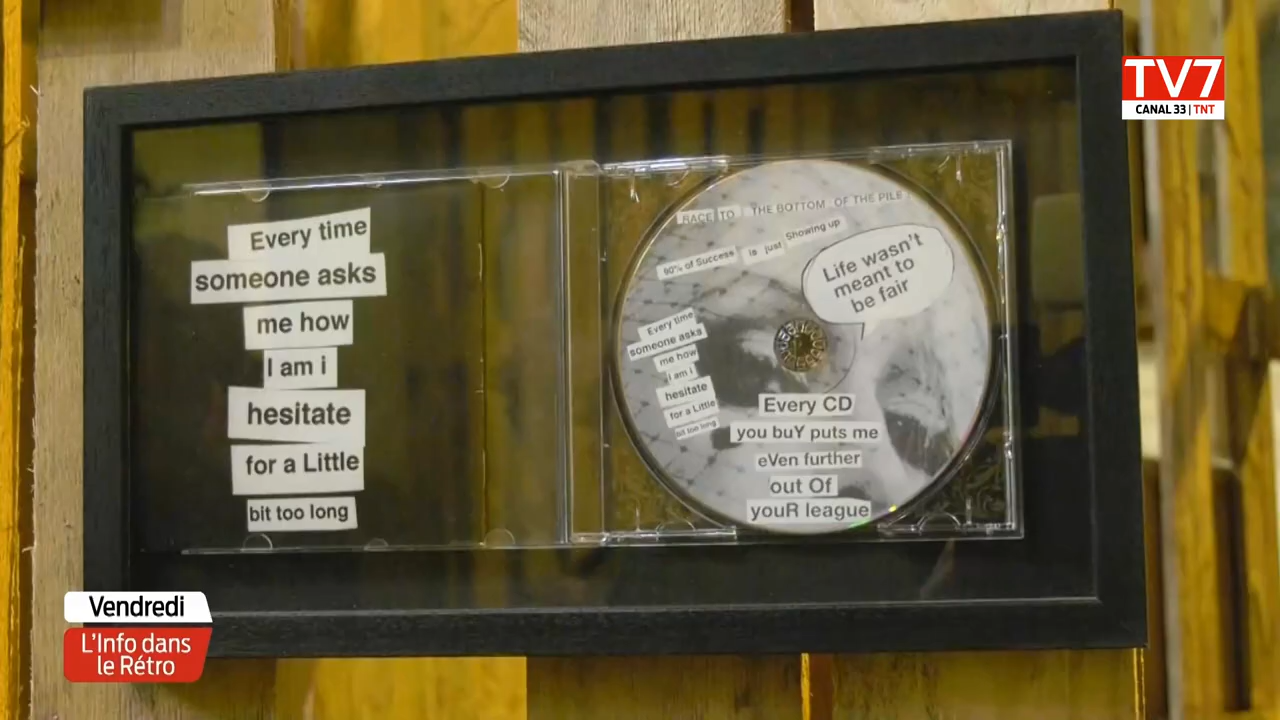 TV7
CANAL 33 | TNT
Every time
someone asks
me how
I am i
hesitate
for a Little
bit too long
RACE TO THE BOTTOM OF THE PILE
90% of Success is just Showing up
Life wasn't
meant to
be fair
Every time
someone asks
me how
I am i
hesitate
for a Little
bit too long
Every CD
you buY puts me
eVen further
out Of
youR league
Vendredi
L'Info dans
le Rétro